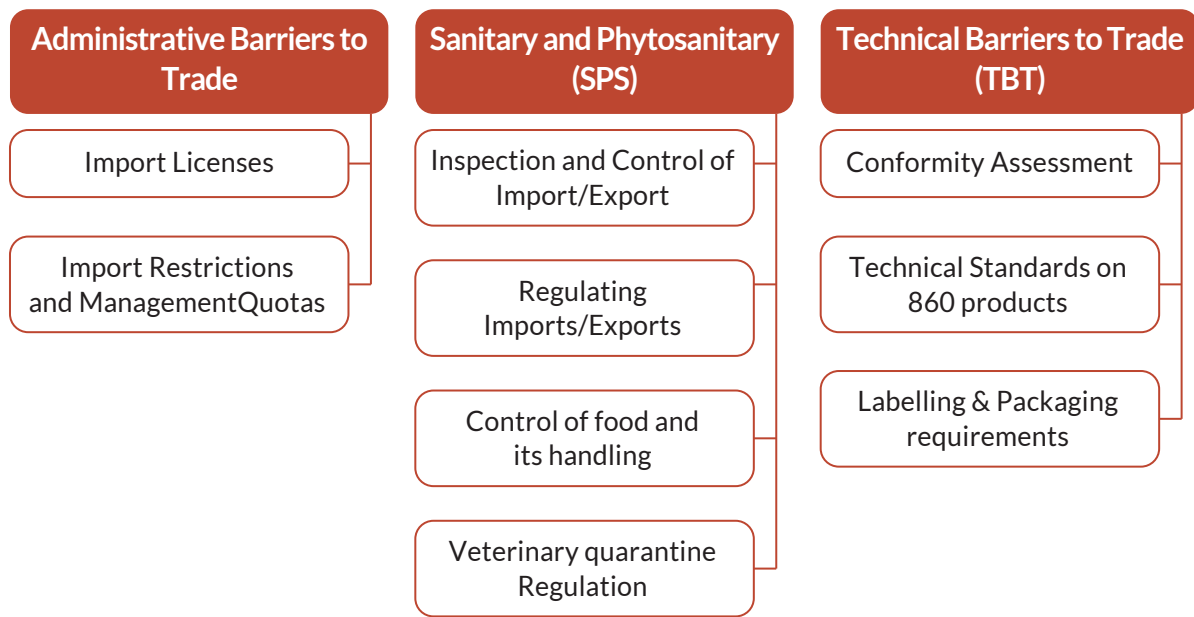 Administrative Barriers to
Trade
Import Licenses
Import Restrictions
and ManagementQuotas
Sanitary and Phytosanitary
(SPS)
Inspection and Control of
Import/Export
Regulating
Imports/Exports
Control of food and
its handling
Veterinary quarantine
Regulation
Technical Barriers to Trade
(TBT)
Conformity Assessment
Technical Standards on
860 products
Labelling & Packaging
requirements